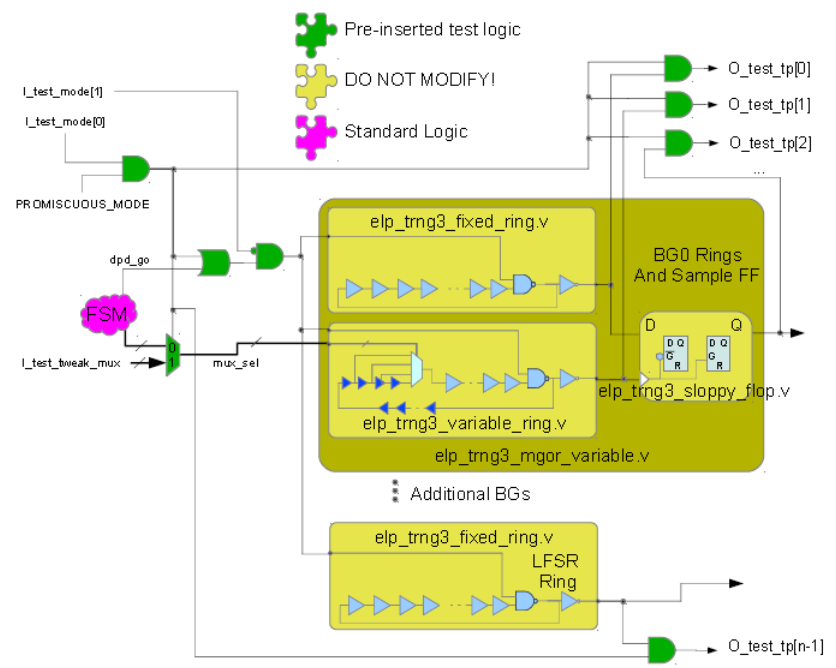 Pre-inserted test logic
DO NOT MODIFY!
Standard Logic
I_test_mode[1]
I_test_mode[0]
PROMISCUOUS_MODE
O_test_tp[0]
O_test_tp[1]
O_test_tp[2]
...
dpd_go
FSM
I_test_tweak_mux
0
1
mux_sel
elp_trng3_fixed_ring.v
BG0 Rings
And Sample FF
elp_trng3_variable_ring.v
D Q
D Q
G
R
D Q
G
R
elp_trng3_sloppy_flop.v
elp_trng3_mgor_variable.v
Additional BGs
elp_trng3_fixed_ring.v
LFSR
Ring
O_test_tp[n-1]